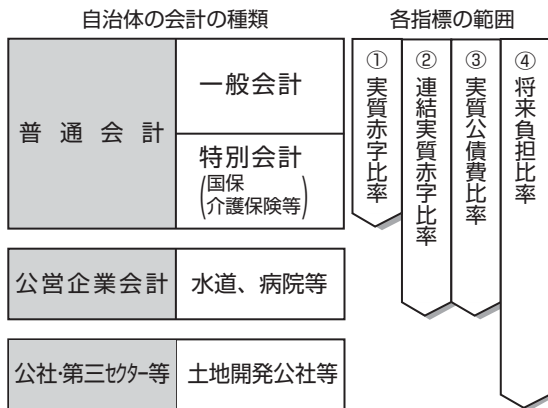 自治体の会計の種類
各指標の範囲
普通会計
一般会計
特別会計
(国保
介護保険等)
公営企業会計
水道、病院等
公社・第三セクター等
土地開発公社等
①実質赤字比率
②連結実質赤字比率
③実質公債費比率
④将来負担比率